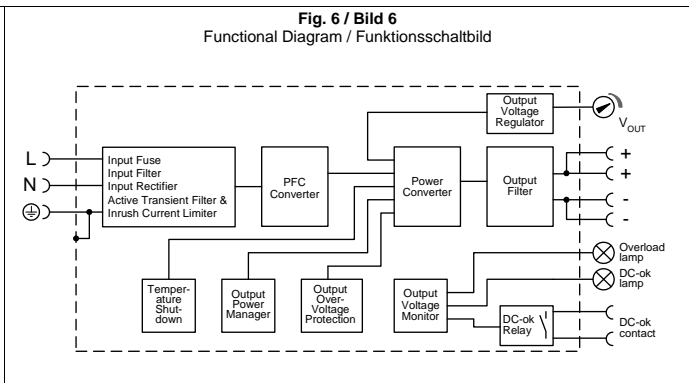 Fig. 6 / Bild 6
Functional Diagram / Funktionsschaltbild
Output
Voltage
Regulator
VOUT
L
N
Input Fuse
Input Filter
Input Rectifier
Active Transient Filter &
Inrush Current Limiter
PFC
Converter
Power
Converter
Output
Filter
+
+
-
-
Temper-
ature
Shut-
down
Output
Power
Manager
Output
Over-
Voltage
Protection
Output
Voltage
Monitor
Overload
lamp
DC-ok
lamp
DC-ok
Relay
DC-ok
contact